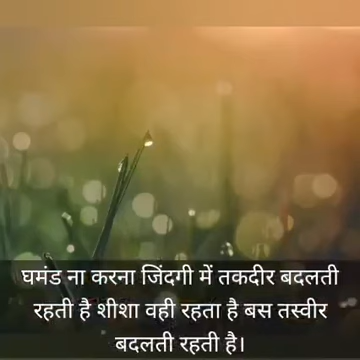 घमंड ना करना जिंदगी में तकदीर बदलती
रहती है शीशा वही रहता है बस तस्वीर
बदलती रहती है।